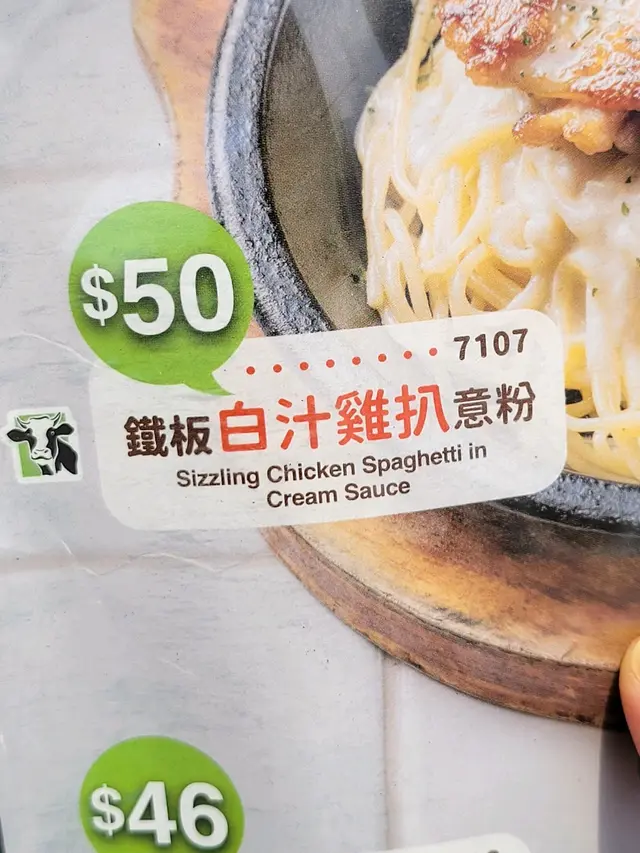 $50
7107
鐵板白汁雞扒意粉
Sizzling Chicken Spaghetti in
Cream Sauce
$46